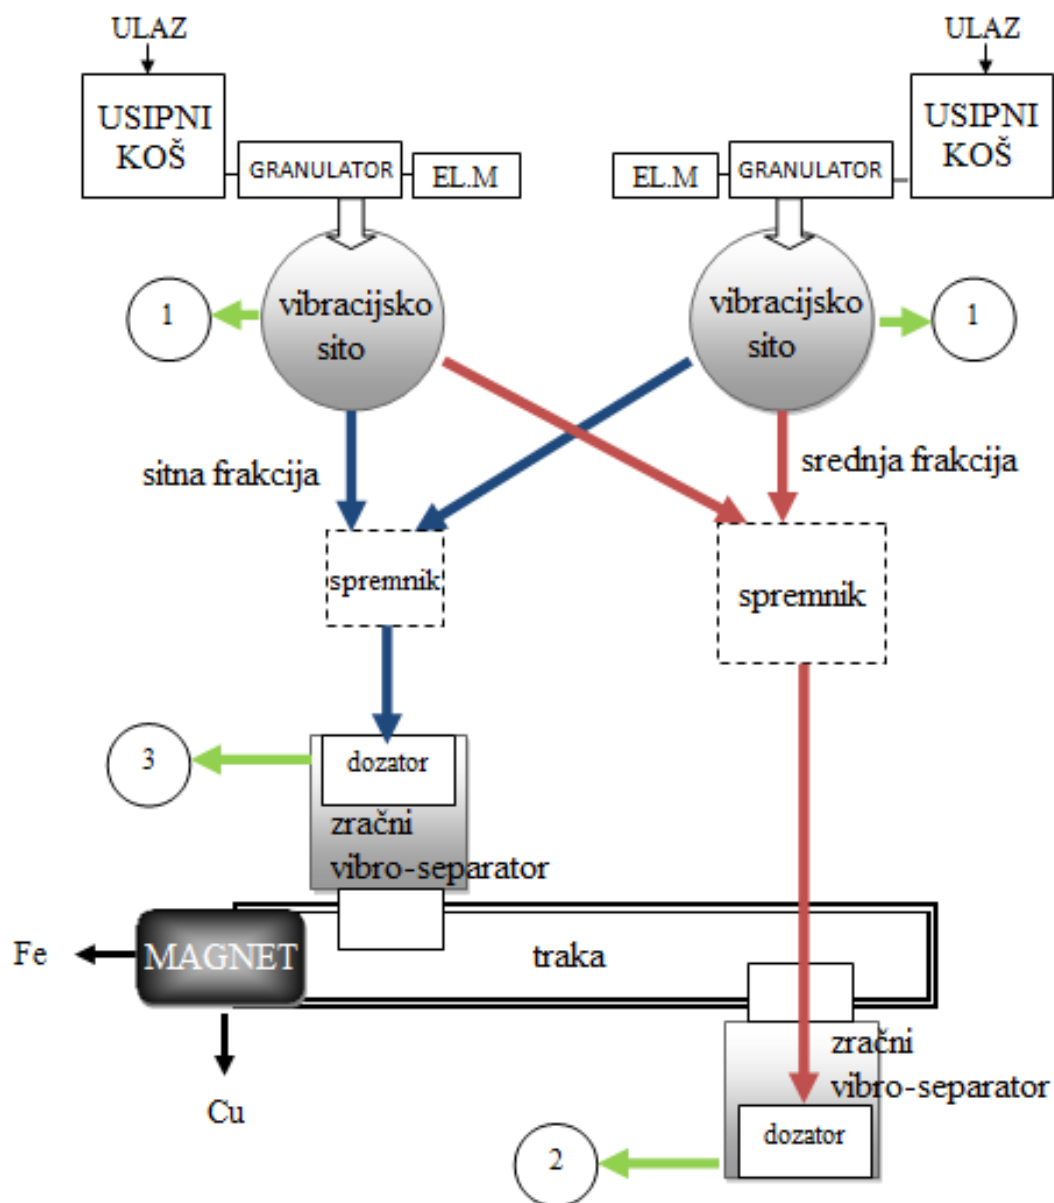 ULAZ
ULAZ
USIPNI
KOŠ
GRANULATOR
EL.M
EL.M
GRANULATOR
USIPNI
KOŠ
1
vibracijsko
sito
vibracijsko
sito
1
sitna frakcija
srednja frakcija
spremnik
spremnik
3
dozator
zračni
vibro-separator
Fe
MAGNET
traka
zračni
vibro-separator
Cu
dozator
2